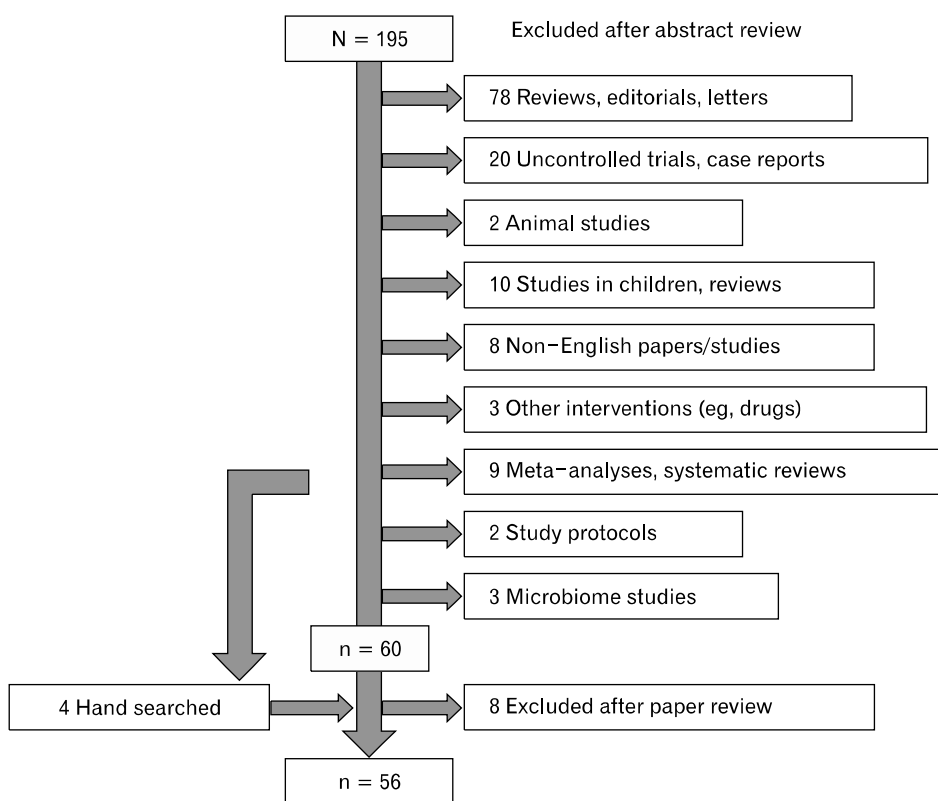 N = 195
Excluded after abstract review
78 Reviews, editorials, letters
20 Uncontrolled trials, case reports
2 Animal studies
10 Studies in children, reviews
8 Non−English papers/studies
3 Other interventions (eg, drugs)
9 Meta-analyses, systematic reviews
2 Study protocols
3 Microbiome studies
n = 60
4 Hand searched
8 Excluded after paper review
n = 56